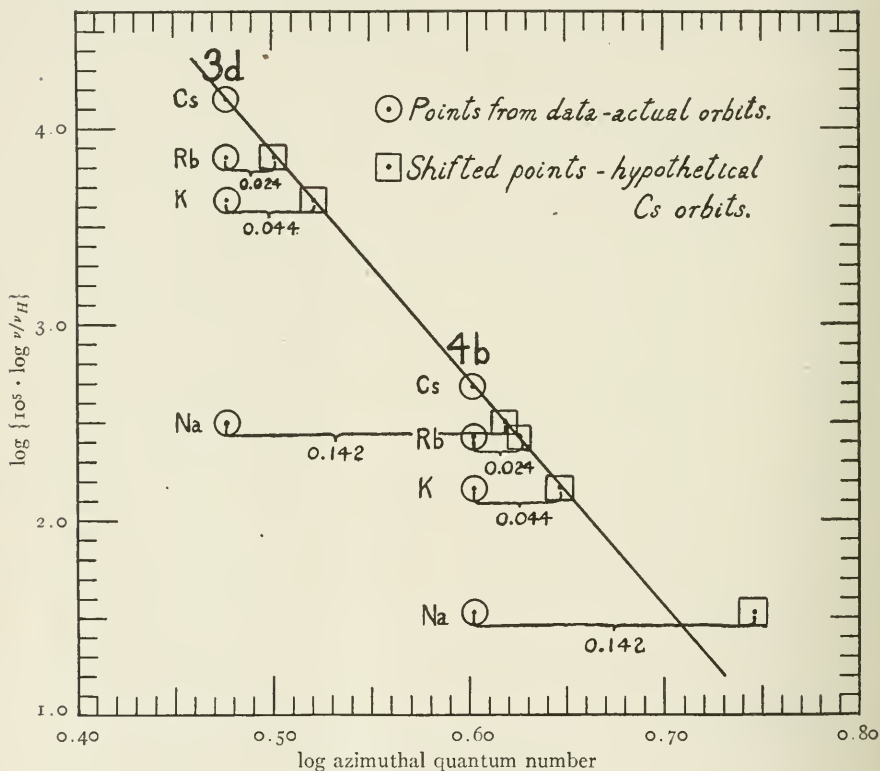 3d
Cs
⊙ Points from data-actual orbits.
4.0
Rb
0.024
⊡ Shifted points - hypothetical
Cs orbits.
K
0.044
log {10⁵ · log ν/ν_H}
3.0
4b
Cs
Na
0.142
Rb
0.024
K
2.0
0.044
Na
0.142
1.0
0.40 0.50 0.60 0.70 0.80
log azimuthal quantum number